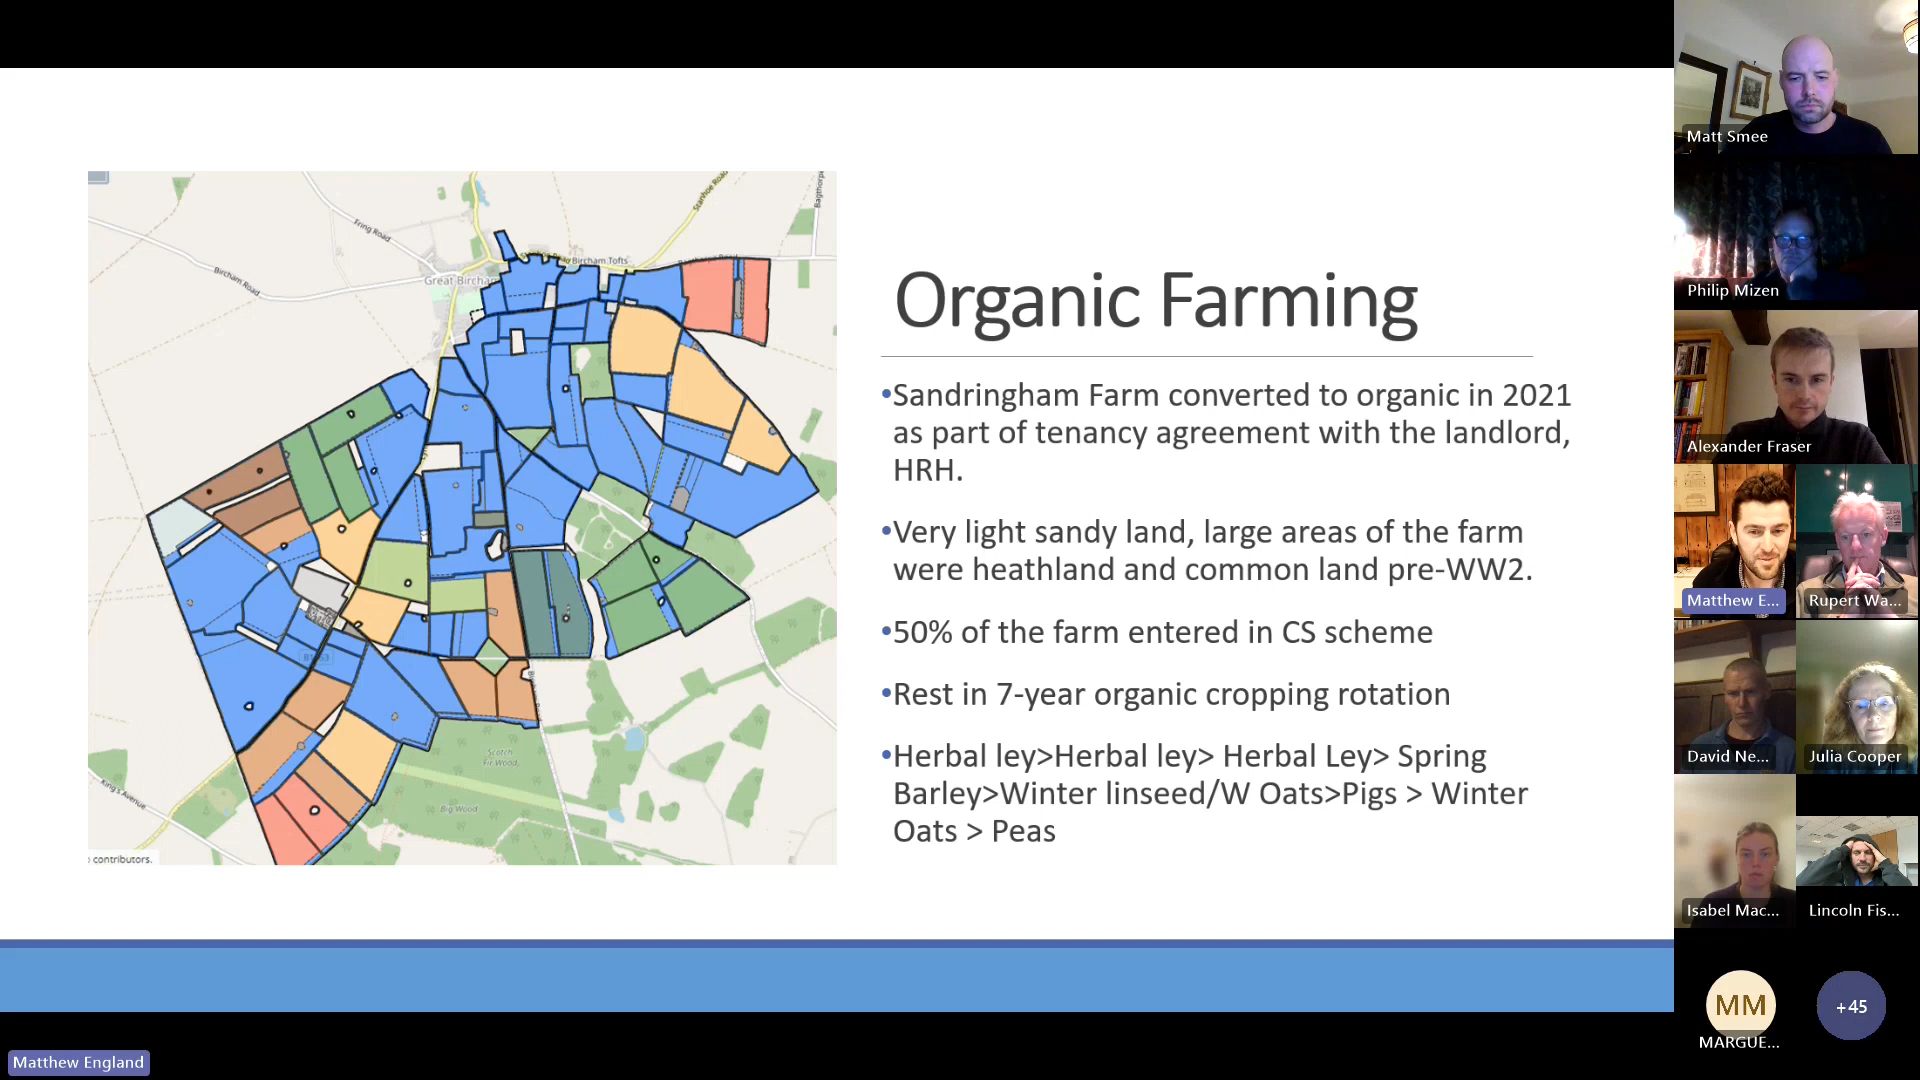 Organic Farming
•Sandringham Farm converted to organic in 2021
as part of tenancy agreement with the landlord,
HRH.
•Very light sandy land, large areas of the farm
were heathland and common land pre-WW2.
•50% of the farm entered in CS scheme
•Rest in 7-year organic cropping rotation
•Herbal ley>Herbal ley> Herbal Ley> Spring
Barley>Winter linseed/W Oats>Pigs > Winter
Oats > Peas
Fring Road
Bircham Road
Stanhoe Road
Great Bircha
Bircham Tofts
King's Avenue
Scotch
Fir Wood
Big Wood
contributors.
Matt Smee
Philip Mizen
Alexander Fraser
Matthew E...
Rupert Wa...
David Ne...
Julia Cooper
Isabel Mac...
Lincoln Fis...
MM
MARGUE...
+45
Matthew England